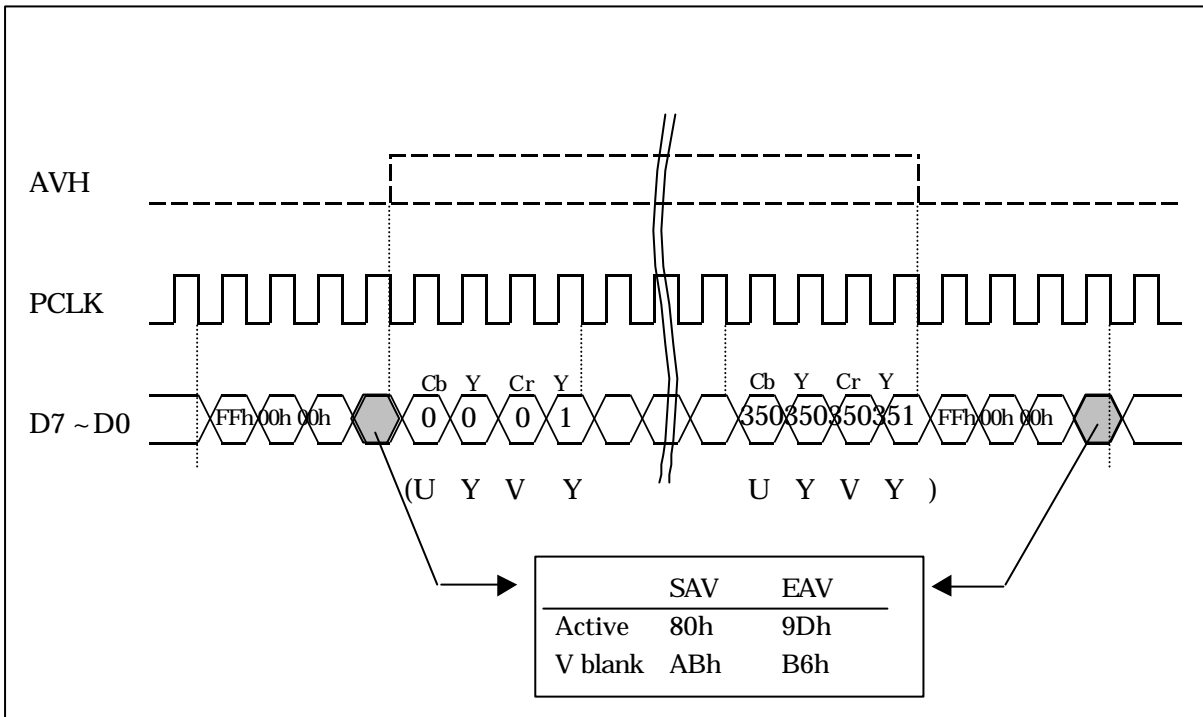 AVH
PCLK
Cb Y Cr Y Cb Y Cr Y
D7 ~ D0 FFh 00h 00h 0 0 0 1 350 350 350 351 FFh 00h 00h
(U Y V Y U Y V Y )
SAV EAV
Active 80h 9Dh
V blank ABh B6h